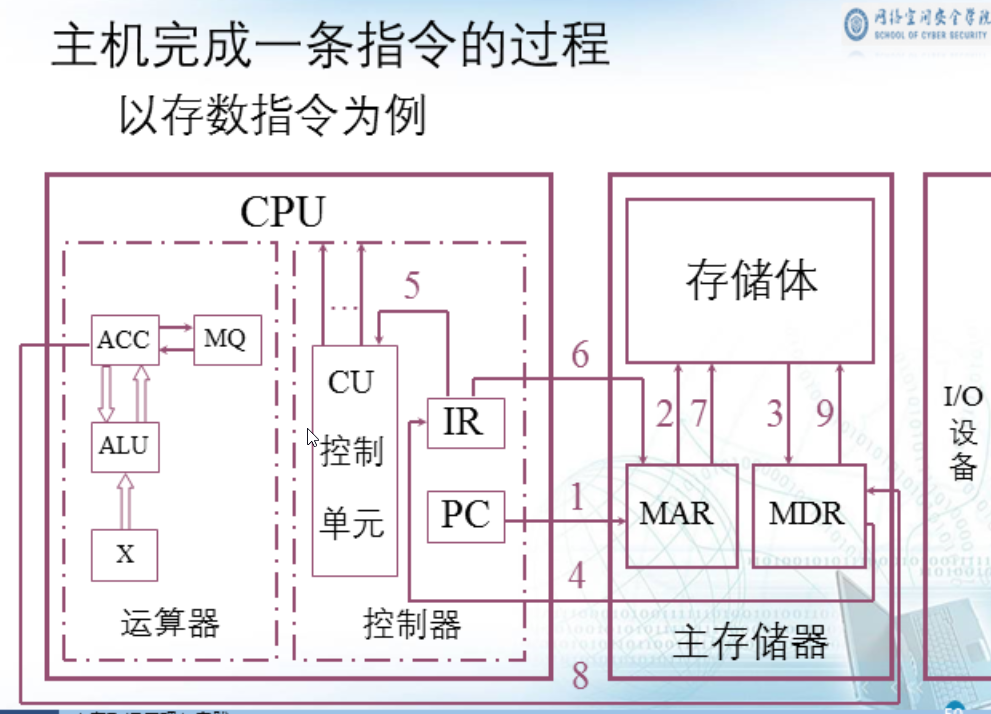 主机完成一条指令的过程
网络空间安全学院
SCHOOL OF CYBER SECURITY
以存数指令为例
CPU
ACC
MQ
ALU
X
运算器
5
…
CU
控制
单元
IR
PC
控制器
6
1
4
8
存储体
2
7
3
9
MAR
MDR
主存储器
I/O
设
备